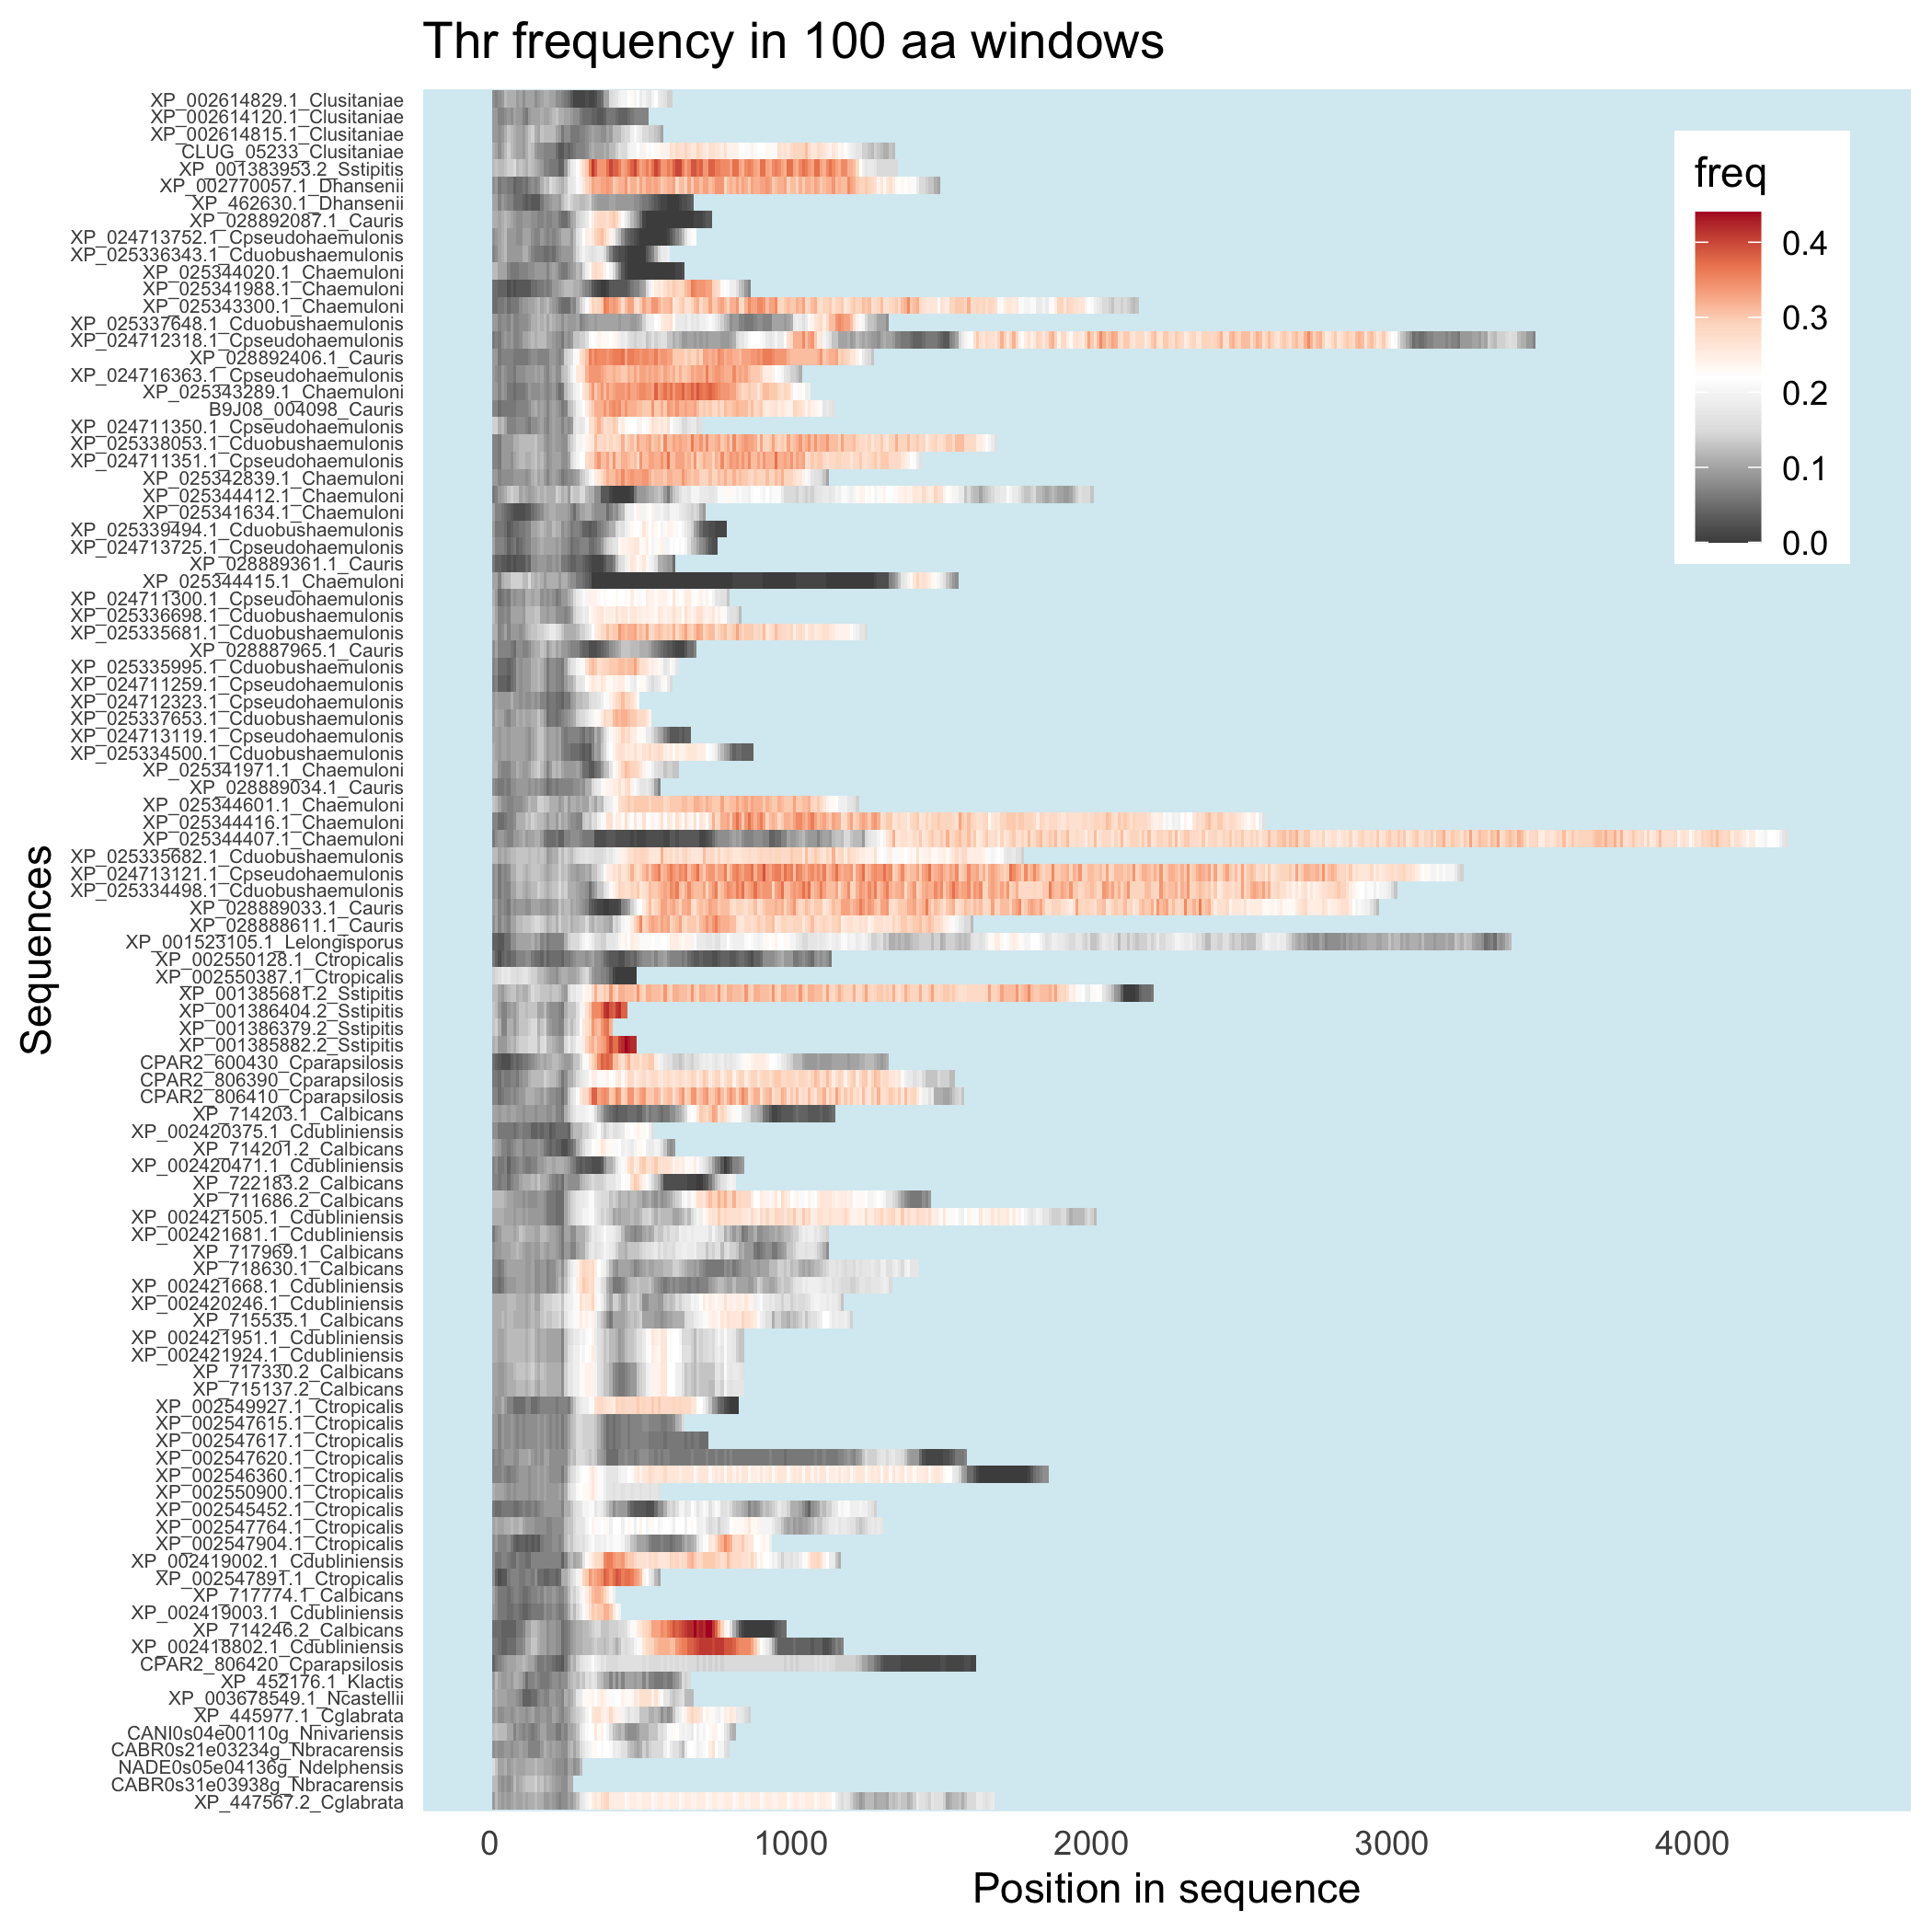 Thr frequency in 100 aa windows
XP_002614829.1_Clusitaniae
XP_002614120.1_Clusitaniae
XP_002614815.1_Clusitaniae
CLUG_05233_Clusitaniae
XP_001383953.2_Sstipitis
XP_002770057.1_Dhansenii
XP_462630.1_Dhansenii
XP_028892087.1_Cauris
XP_024713752.1_Cpseudohaemulonis
XP_025336343.1_Cduobushaemulonis
XP_025344020.1_Chaemuloni
XP_025341988.1_Chaemuloni
XP_025343300.1_Chaemuloni
XP_025337648.1_Cduobushaemulonis
XP_024712318.1_Cpseudohaemulonis
XP_028892406.1_Cauris
XP_024716363.1_Cpseudohaemulonis
XP_025343289.1_Chaemuloni
B9J08_004098_Cauris
XP_024711350.1_Cpseudohaemulonis
XP_025338053.1_Cduobushaemulonis
XP_024711351.1_Cpseudohaemulonis
XP_025342839.1_Chaemuloni
XP_025344412.1_Chaemuloni
XP_025341634.1_Chaemuloni
XP_025339494.1_Cduobushaemulonis
XP_024713725.1_Cpseudohaemulonis
XP_028889361.1_Cauris
XP_025344415.1_Chaemuloni
XP_024711300.1_Cpseudohaemulonis
XP_025336698.1_Cduobushaemulonis
XP_025335681.1_Cduobushaemulonis
XP_028887965.1_Cauris
XP_025335995.1_Cduobushaemulonis
XP_024711259.1_Cpseudohaemulonis
XP_024712323.1_Cpseudohaemulonis
XP_025337653.1_Cduobushaemulonis
XP_024713119.1_Cpseudohaemulonis
XP_025334500.1_Cduobushaemulonis
XP_025341971.1_Chaemuloni
XP_028889034.1_Cauris
XP_025344601.1_Chaemuloni
XP_025344416.1_Chaemuloni
XP_025344407.1_Chaemuloni
XP_025335682.1_Cduobushaemulonis
XP_024713121.1_Cpseudohaemulonis
XP_025334498.1_Cduobushaemulonis
XP_028889033.1_Cauris
XP_028888611.1_Cauris
XP_001523105.1_Lelongisporus
XP_002550128.1_Ctropicalis
XP_002550387.1_Ctropicalis
XP_001385681.2_Sstipitis
XP_001386404.2_Sstipitis
XP_001386379.2_Sstipitis
XP_001385882.2_Sstipitis
CPAR2_600430_Cparapsilosis
CPAR2_806390_Cparapsilosis
CPAR2_806410_Cparapsilosis
XP_714203.1_Calbicans
XP_002420375.1_Cdubliniensis
XP_714201.2_Calbicans
XP_002420471.1_Cdubliniensis
XP_722183.2_Calbicans
XP_711686.2_Calbicans
XP_002421505.1_Cdubliniensis
XP_002421681.1_Cdubliniensis
XP_717969.1_Calbicans
XP_718630.1_Calbicans
XP_002421668.1_Cdubliniensis
XP_002420246.1_Cdubliniensis
XP_715535.1_Calbicans
XP_002421951.1_Cdubliniensis
XP_002421924.1_Cdubliniensis
XP_717330.2_Calbicans
XP_715137.2_Calbicans
XP_002549927.1_Ctropicalis
XP_002547615.1_Ctropicalis
XP_002547617.1_Ctropicalis
XP_002547620.1_Ctropicalis
XP_002546360.1_Ctropicalis
XP_002550900.1_Ctropicalis
XP_002545452.1_Ctropicalis
XP_002547764.1_Ctropicalis
XP_002547904.1_Ctropicalis
XP_002419002.1_Cdubliniensis
XP_002547891.1_Ctropicalis
XP_717774.1_Calbicans
XP_002419003.1_Cdubliniensis
XP_714246.2_Calbicans
XP_002418802.1_Cdubliniensis
CPAR2_806420_Cparapsilosis
XP_452176.1_Klactis
XP_003678549.1_Ncastellii
XP_445977.1_Cglabrata
CANI0s04e00110g_Nnivariensis
CABR0s21e03234g_Nbracarensis
NADE0s05e04136g_Ndelphensis
CABR0s31e03938g_Nbracarensis
XP_447567.2_Cglabrata
Sequences
0 1000 2000 3000 4000
Position in sequence
freq
0.4
0.3
0.2
0.1
0.0